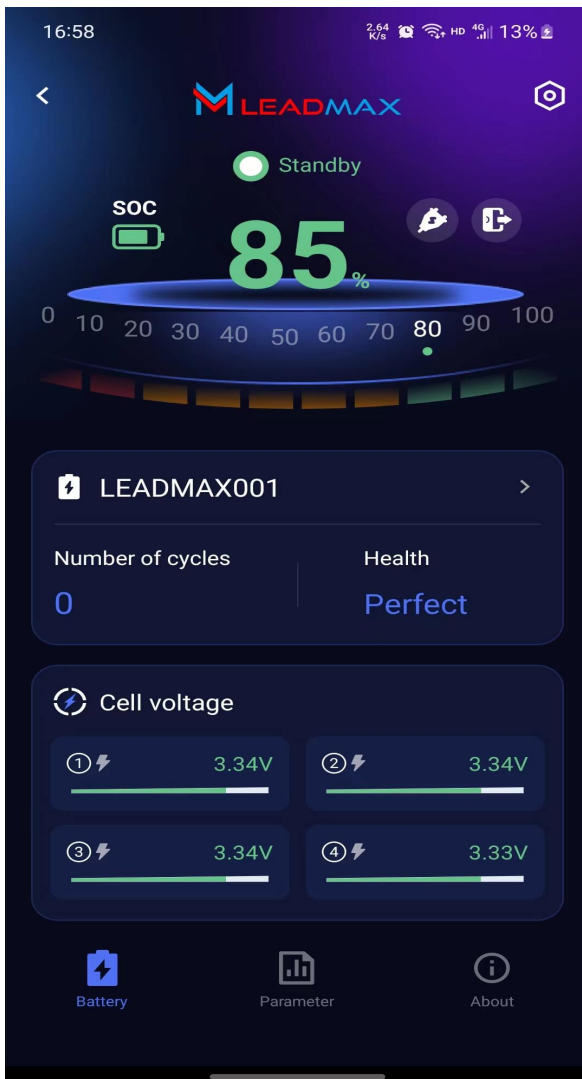 16:58 2.64 K/s HD 4G 13%
M LEADMAX
Standby
SOC
85%
0 10 20 30 40 50 60 70 80 90 100
LEADMAX001
Number of cycles Health
0 Perfect
Cell voltage
1 3.34V 2 3.34V
3 3.34V 4 3.33V
Battery Parameter About